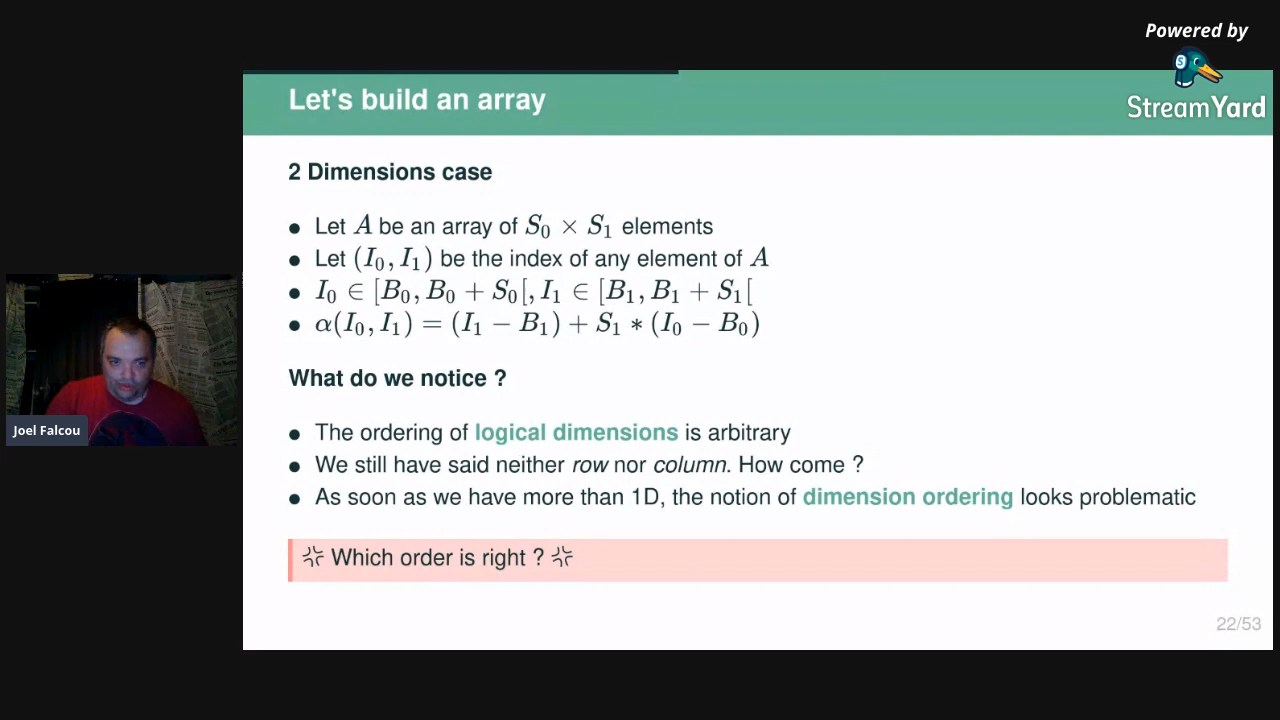 Powered by
StreamYard
Let's build an array
2 Dimensions case
• Let A be an array of S₀ × S₁ elements
• Let (I₀, I₁) be the index of any element of A
• I₀ ∈ [B₀, B₀ + S₀[, I₁ ∈ [B₁, B₁ + S₁[
• α(I₀, I₁) = (I₁ − B₁) + S₁ ∗ (I₀ − B₀)
What do we notice ?
• The ordering of logical dimensions is arbitrary
• We still have said neither row nor column. How come ?
• As soon as we have more than 1D, the notion of dimension ordering looks problematic
Which order is right ?
22/53
Joel Falcou